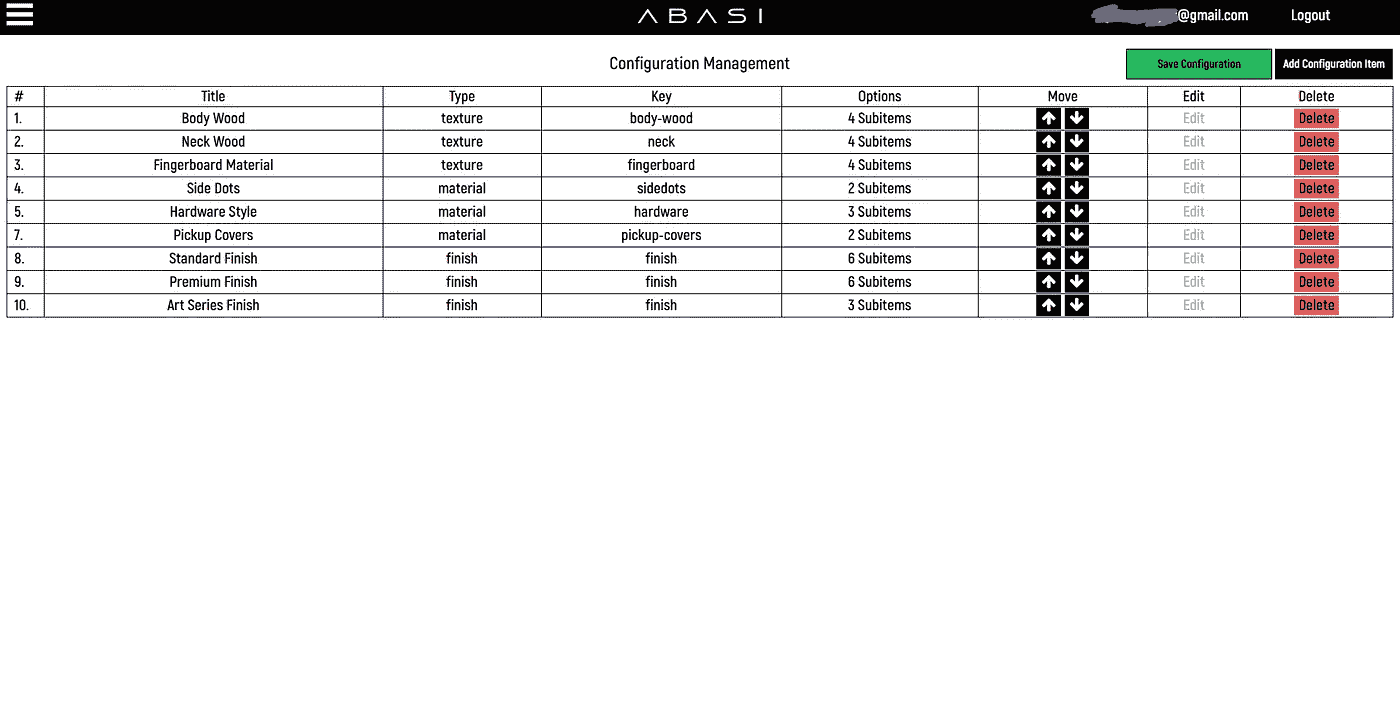 ABASI @gmail.com Logout
Configuration Management Save Configuration Add Configuration Item
# Title Type Key Options Move Edit Delete
1. Body Wood texture body-wood 4 Subitems Edit Delete
2. Neck Wood texture neck 4 Subitems Edit Delete
3. Fingerboard Material texture fingerboard 4 Subitems Edit Delete
4. Side Dots material sidedots 2 Subitems Edit Delete
5. Hardware Style material hardware 3 Subitems Edit Delete
7. Pickup Covers material pickup-covers 2 Subitems Edit Delete
8. Standard Finish finish finish 6 Subitems Edit Delete
9. Premium Finish finish finish 6 Subitems Edit Delete
10. Art Series Finish finish finish 3 Subitems Edit Delete